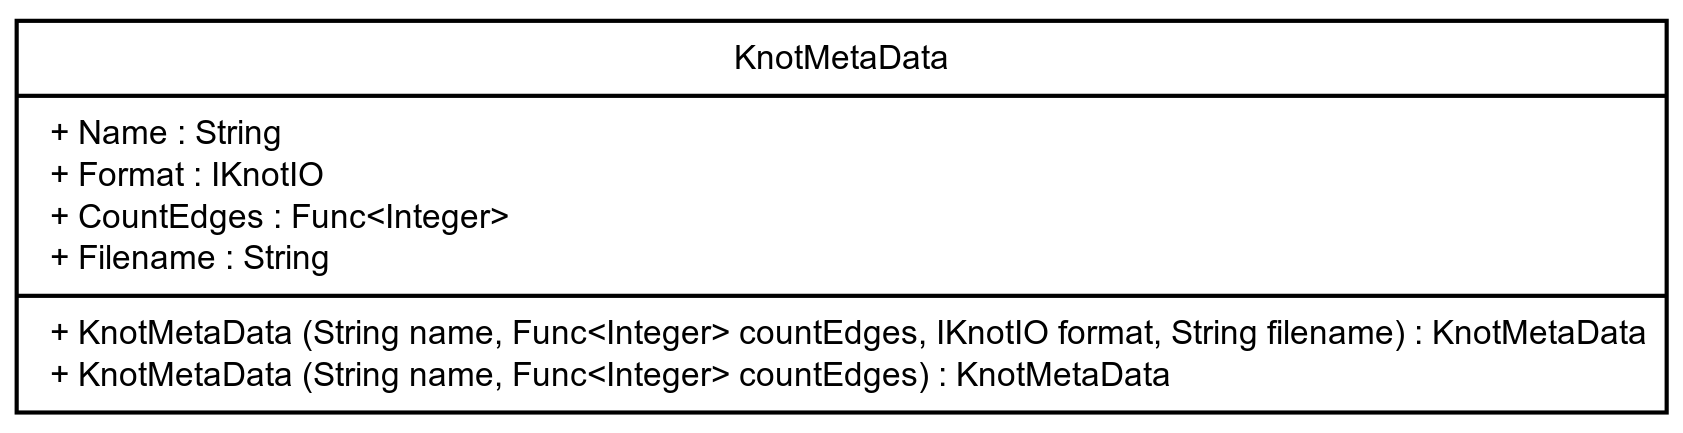 KnotMetaData
+ Name : String
+ Format : IKnotIO
+ CountEdges : Func<Integer>
+ Filename : String
+ KnotMetaData (String name, Func<Integer> countEdges, IKnotIO format, String filename) : KnotMetaData
+ KnotMetaData (String name, Func<Integer> countEdges) : KnotMetaData